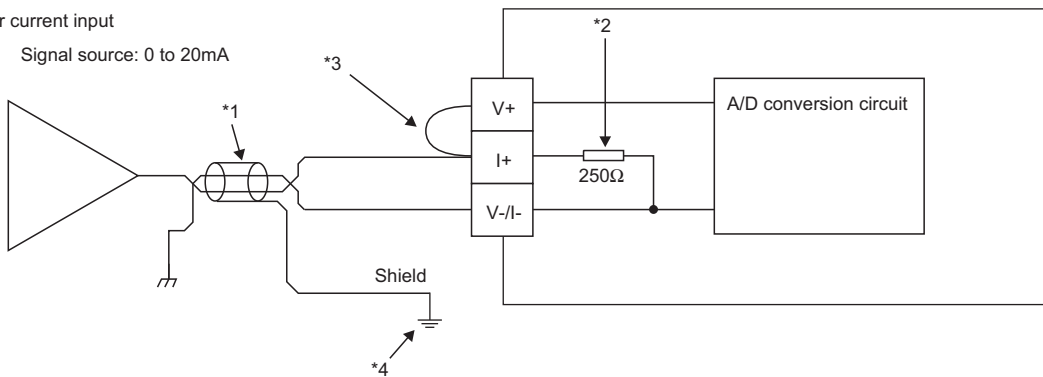 r current input
Signal source: 0 to 20mA
*1
*3
*2
V+
I+
V-/I-
250Ω
A/D conversion circuit
Shield
*4